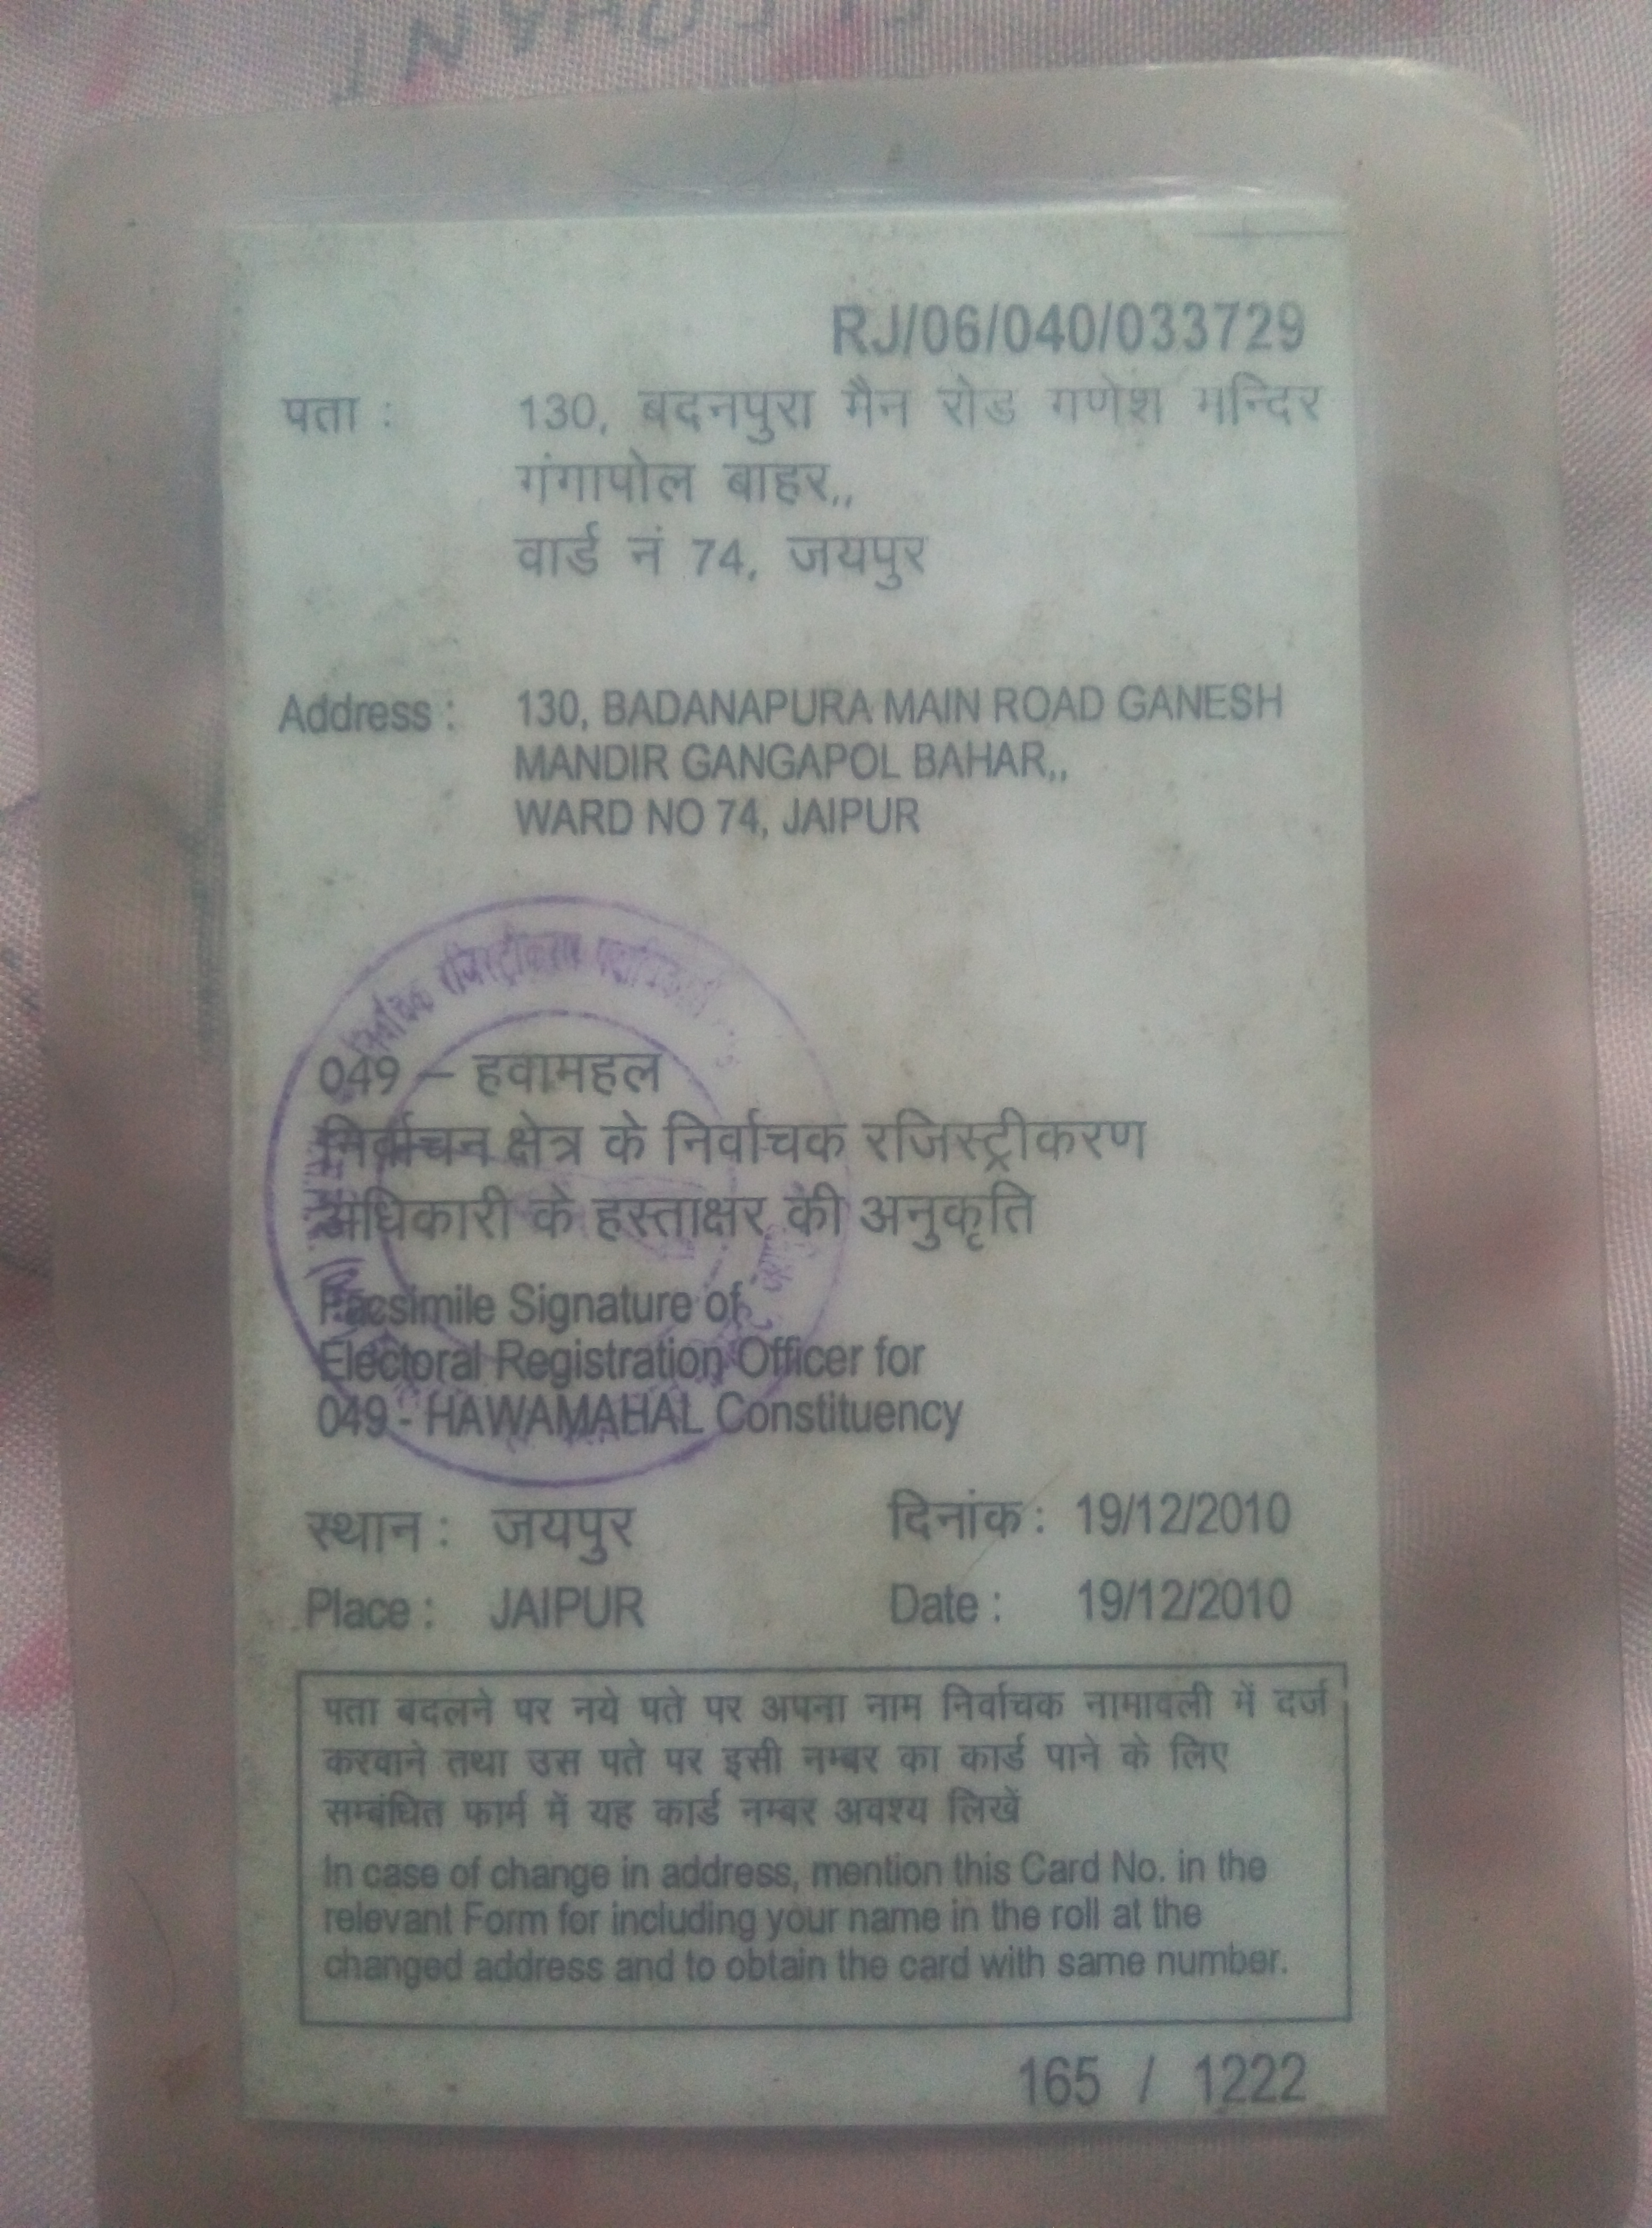 RJ/06/040/033729
पता : 130, बदनपुरा मैन रोड गणेश मन्दिर
गंगापोल बाहर,,
वार्ड नं 74, जयपुर
Address : 130, BADANAPURA MAIN ROAD GANESH
MANDIR GANGAPOL BAHAR,,
WARD NO 74, JAIPUR
निर्वाचक रजिस्ट्रीकरण
049 – हवामहल
निर्वाचन क्षेत्र के निर्वाचक रजिस्ट्रीकरण
अधिकारी के हस्ताक्षर की अनुकृति
Facsimile Signature of
Electoral Registration Officer for
049 - HAWAMAHAL Constituency
स्थान : जयपुर दिनांक : 19/12/2010
Place : JAIPUR Date : 19/12/2010
पता बदलने पर नये पते पर अपना नाम निर्वाचक नामावली में दर्ज
करवाने तथा उस पते पर इसी नम्बर का कार्ड पाने के लिए
सम्बंधित फार्म में यह कार्ड नम्बर अवश्य लिखें
In case of change in address, mention this Card No. in the
relevant Form for including your name in the roll at the
changed address and to obtain the card with same number.
165 / 1222